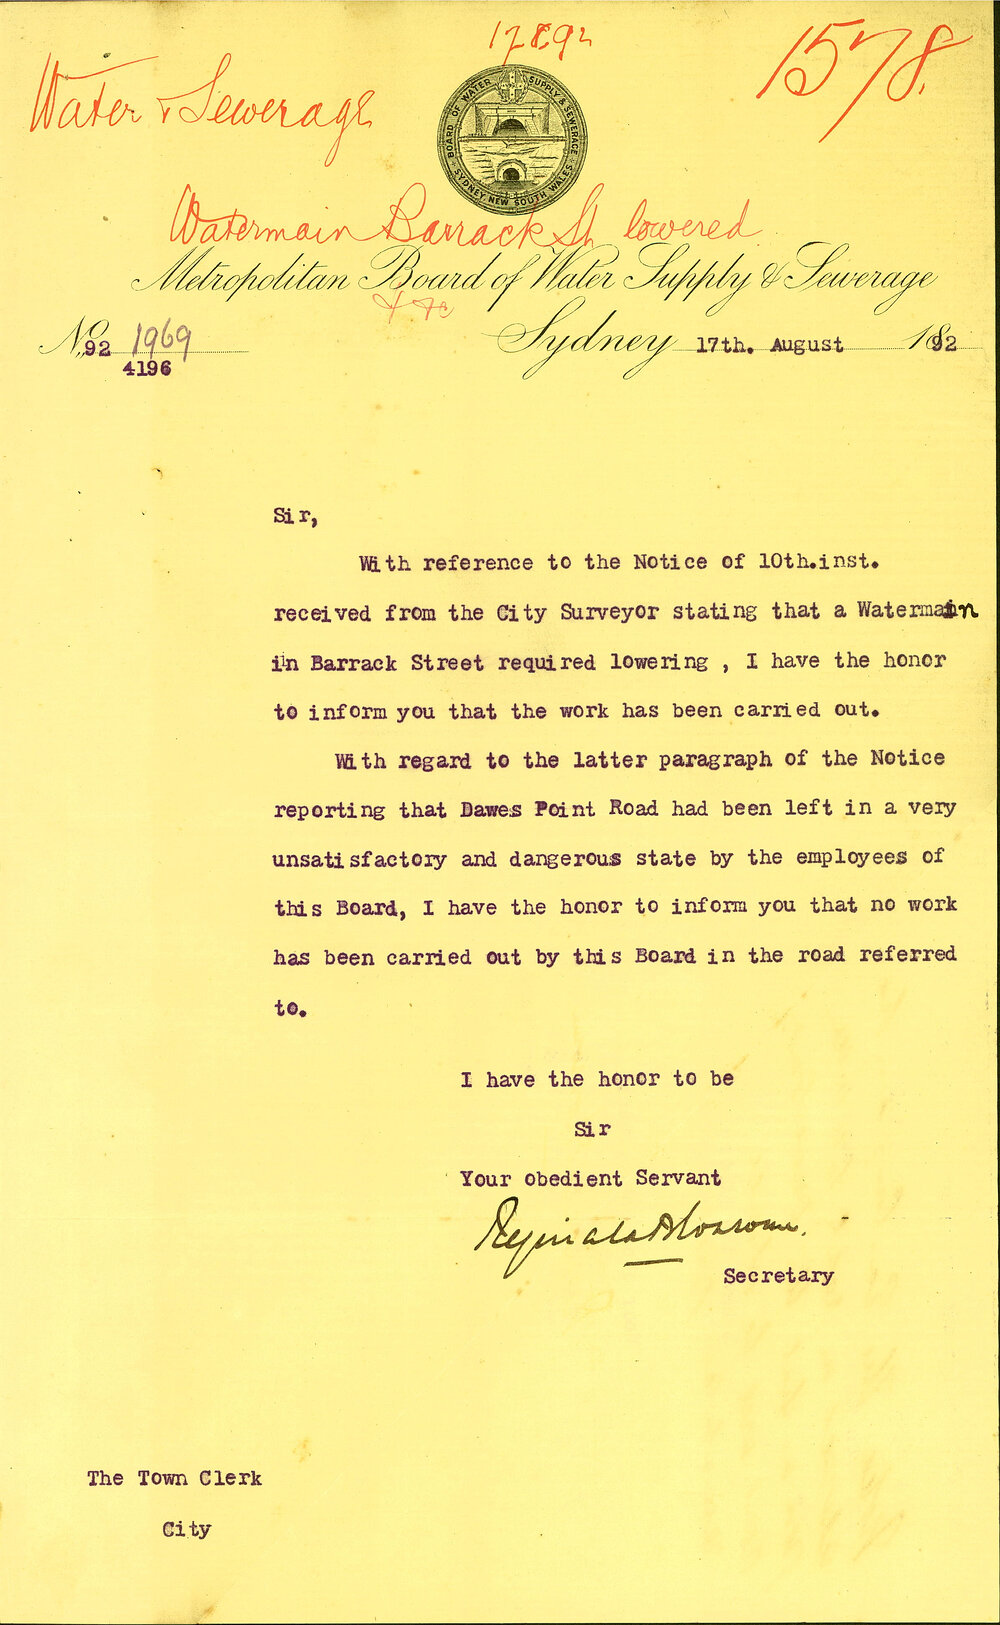 17.8.92
1578.
Water & Sewerage
BOARD OF WATER SUPPLY & SEWERAGE
SYDNEY, NEW SOUTH WALES
Watermain Barrack St lowered
Metropolitan Board of Water Supply & Sewerage
& &c
No. 92 1969
4196
Sydney 17th. August 1892
Sir,
With reference to the Notice of 10th.inst.
received from the City Surveyor stating that a Watermain
in Barrack Street required lowering , I have the honor
to inform you that the work has been carried out.
With regard to the latter paragraph of the Notice
reporting that Dawes Point Road had been left in a very
unsatisfactory and dangerous state by the employees of
this Board, I have the honor to inform you that no work
has been carried out by this Board in the road referred
to.
I have the honor to be
Sir
Your obedient Servant
Secretary
The Town Clerk
City